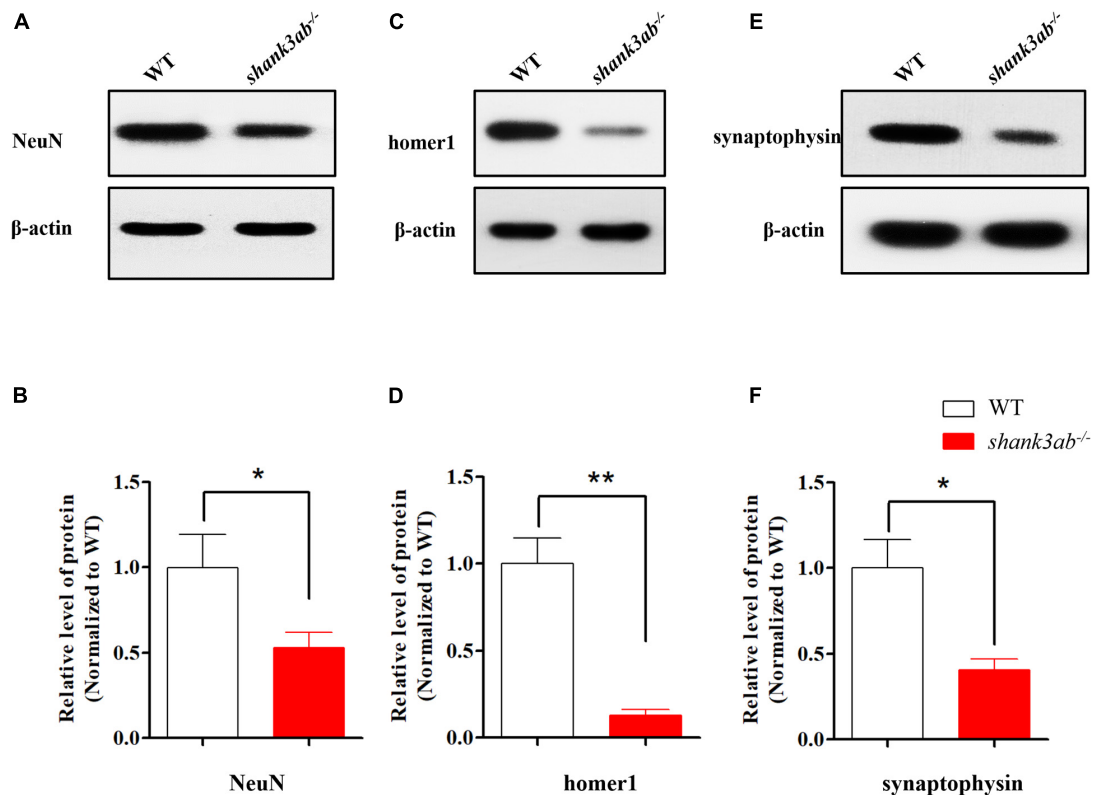 A
WT
shank3ab-/-
NeuN
β-actin
C
WT
shank3ab-/-
homer1
β-actin
E
WT
shank3ab-/-
synaptophysin
β-actin
B
Relative level of protein
(Normalized to WT)
1.5
1.0
0.5
0.0
*
NeuN
D
Relative level of protein
(Normalized to WT)
1.5
1.0
0.5
0.0
**
homer1
F
WT
shank3ab-/-
Relative level of protein
(Normalized to WT)
1.5
1.0
0.5
0.0
*
synaptophysin